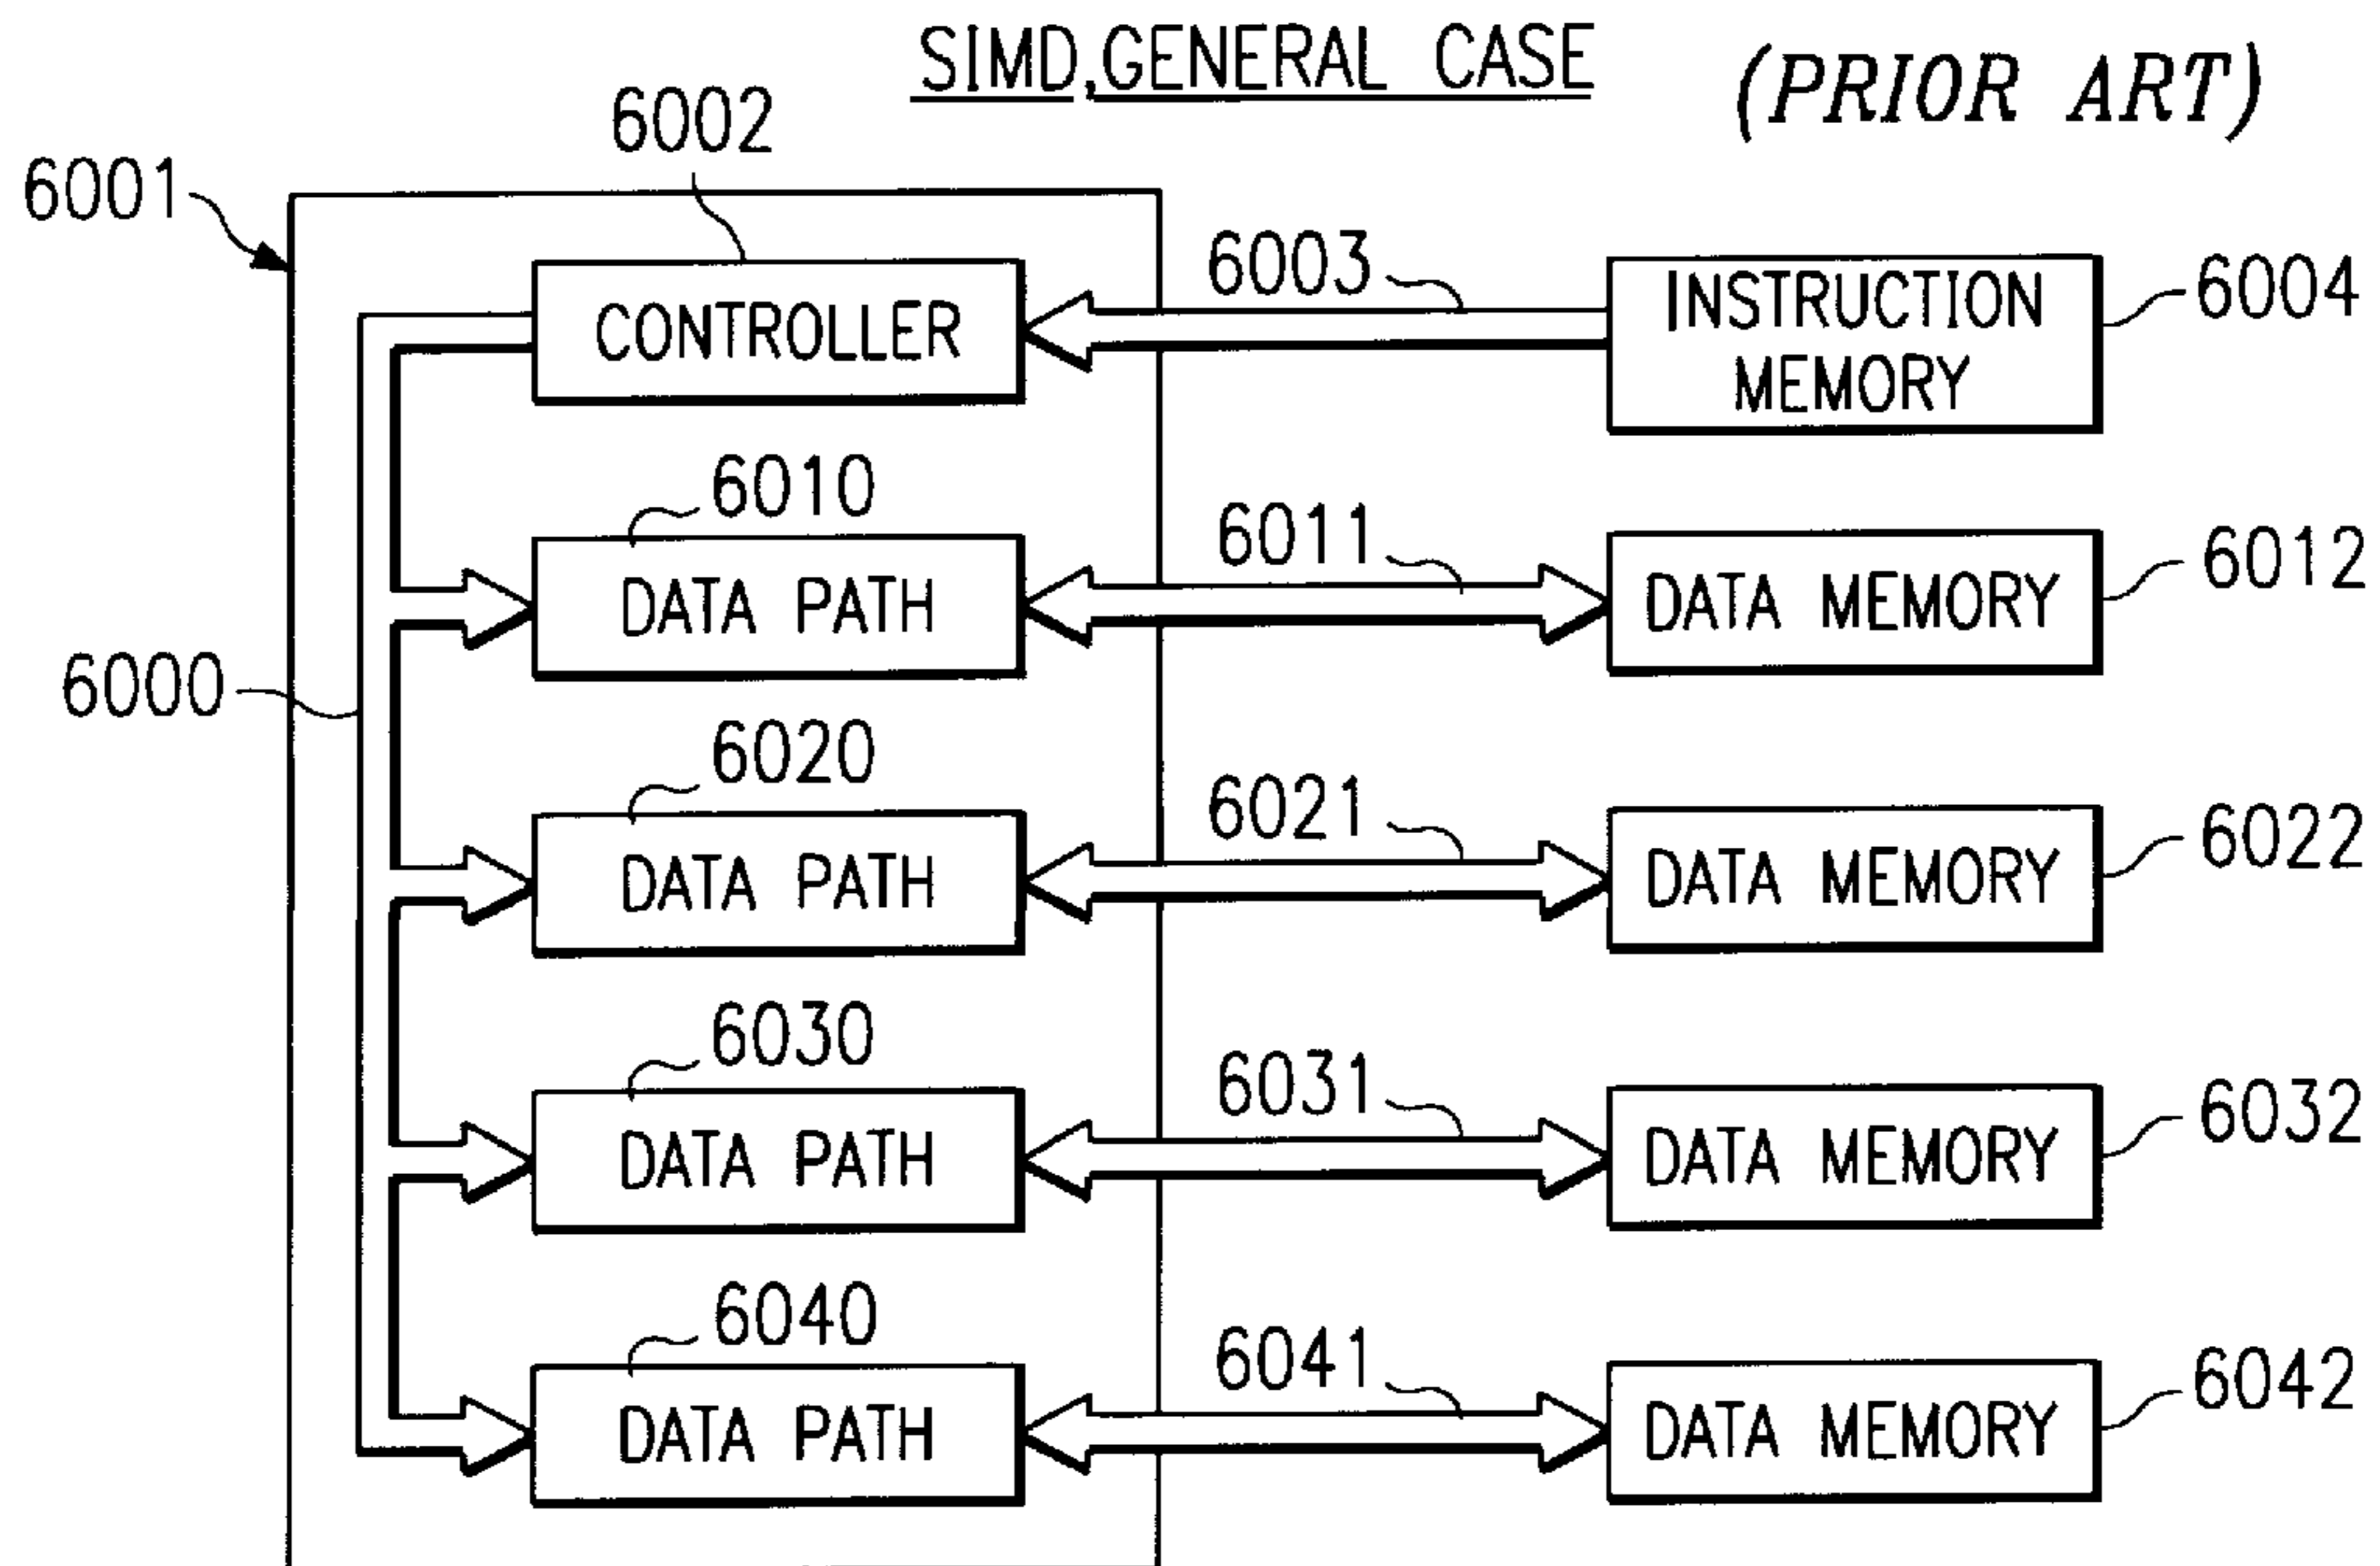 SIMD, GENERAL CASE
(PRIOR ART)
6002
6001
6003
6004
CONTROLLER
INSTRUCTION
MEMORY
6010
6011
6012
DATA PATH
DATA MEMORY
6000
6020
6021
6022
DATA PATH
DATA MEMORY
6030
6031
6032
DATA PATH
DATA MEMORY
6040
6041
6042
DATA PATH
DATA MEMORY